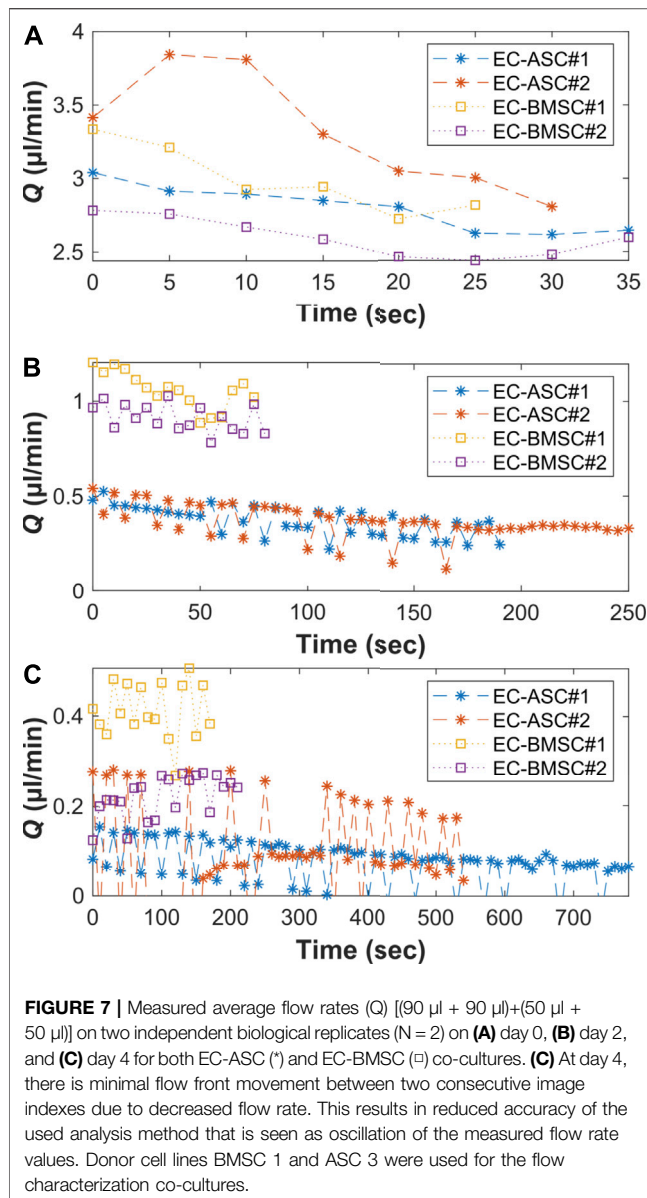 A
4
3.5
3
2.5
Q (µl/min)
EC-ASC#1
EC-ASC#2
EC-BMSC#1
EC-BMSC#2
0 5 10 15 20 25 30 35
Time (sec)
B
1
0.5
0
Q (µl/min)
EC-ASC#1
EC-ASC#2
EC-BMSC#1
EC-BMSC#2
0 50 100 150 200 250
Time (sec)
C
0.4
0.2
0
Q (µl/min)
EC-ASC#1
EC-ASC#2
EC-BMSC#1
EC-BMSC#2
0 100 200 300 400 500 600 700
Time (sec)
FIGURE 7 | Measured average flow rates (Q) [(90 µl + 90 µl)+(50 µl +
50 µl)] on two independent biological replicates (N = 2) on (A) day 0, (B) day 2,
and (C) day 4 for both EC-ASC (*) and EC-BMSC (□) co-cultures. (C) At day 4,
there is minimal flow front movement between two consecutive image
indexes due to decreased flow rate. This results in reduced accuracy of the
used analysis method that is seen as oscillation of the measured flow rate
values. Donor cell lines BMSC 1 and ASC 3 were used for the flow
characterization co-cultures.